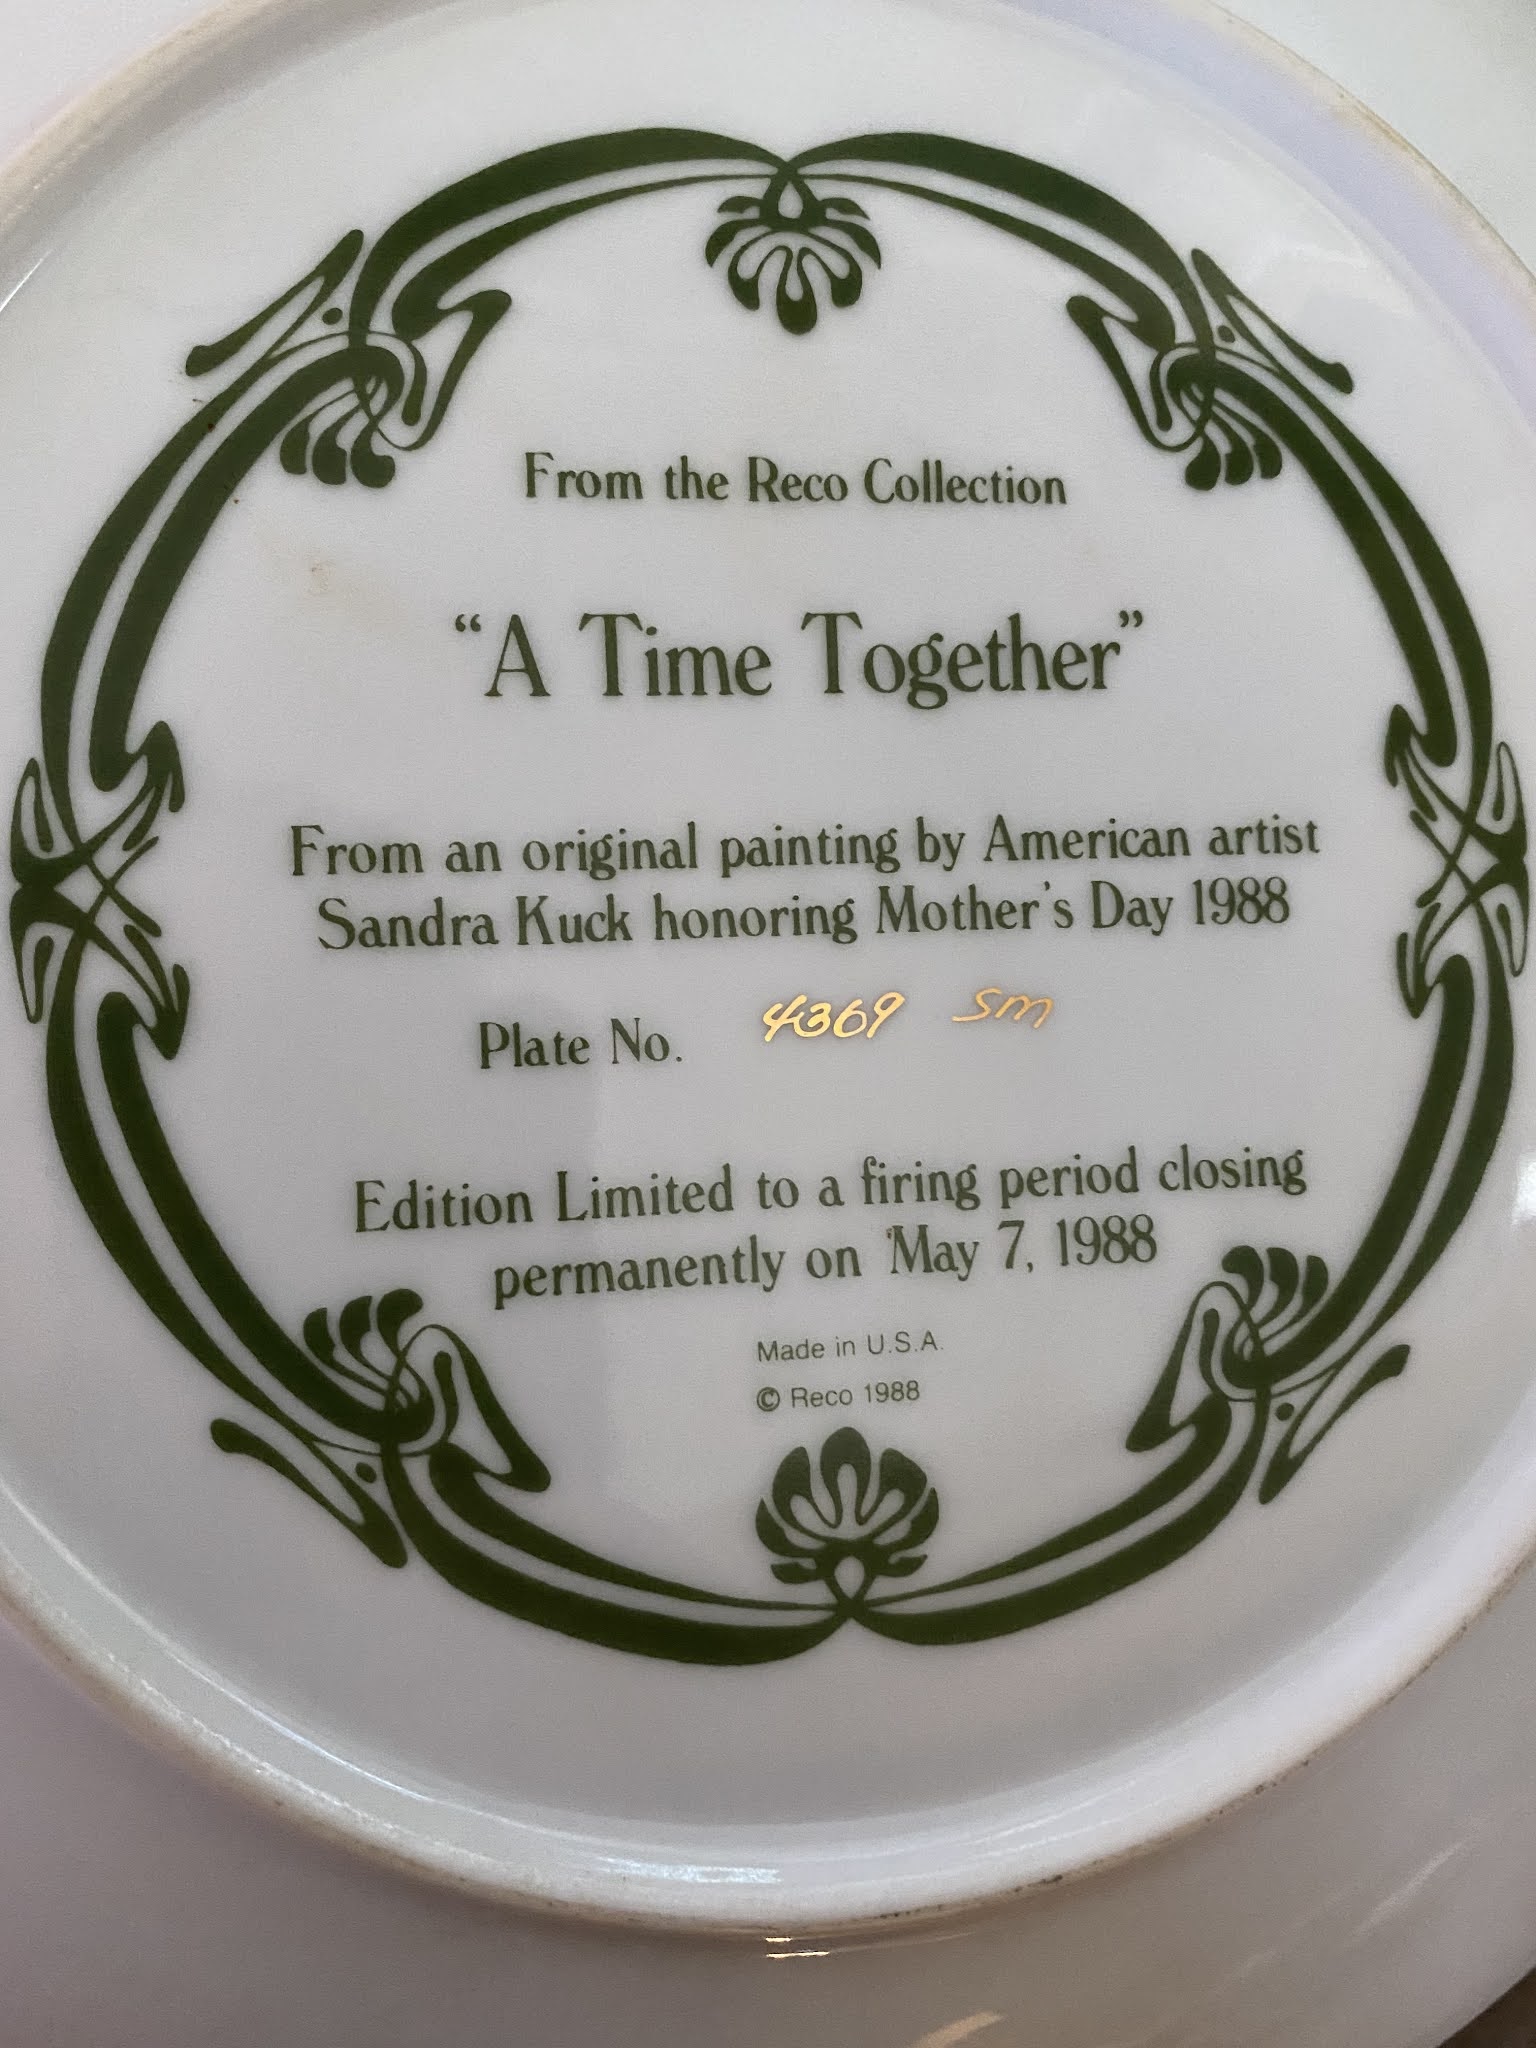 From the Reco Collection
“A Time Together”
From an original painting by American artist
Sandra Kuck honoring Mother's Day 1988
Plate No. 4369 SM
Edition Limited to a firing period closing
permanently on May 7, 1988
Made in U.S.A.
© Reco 1988